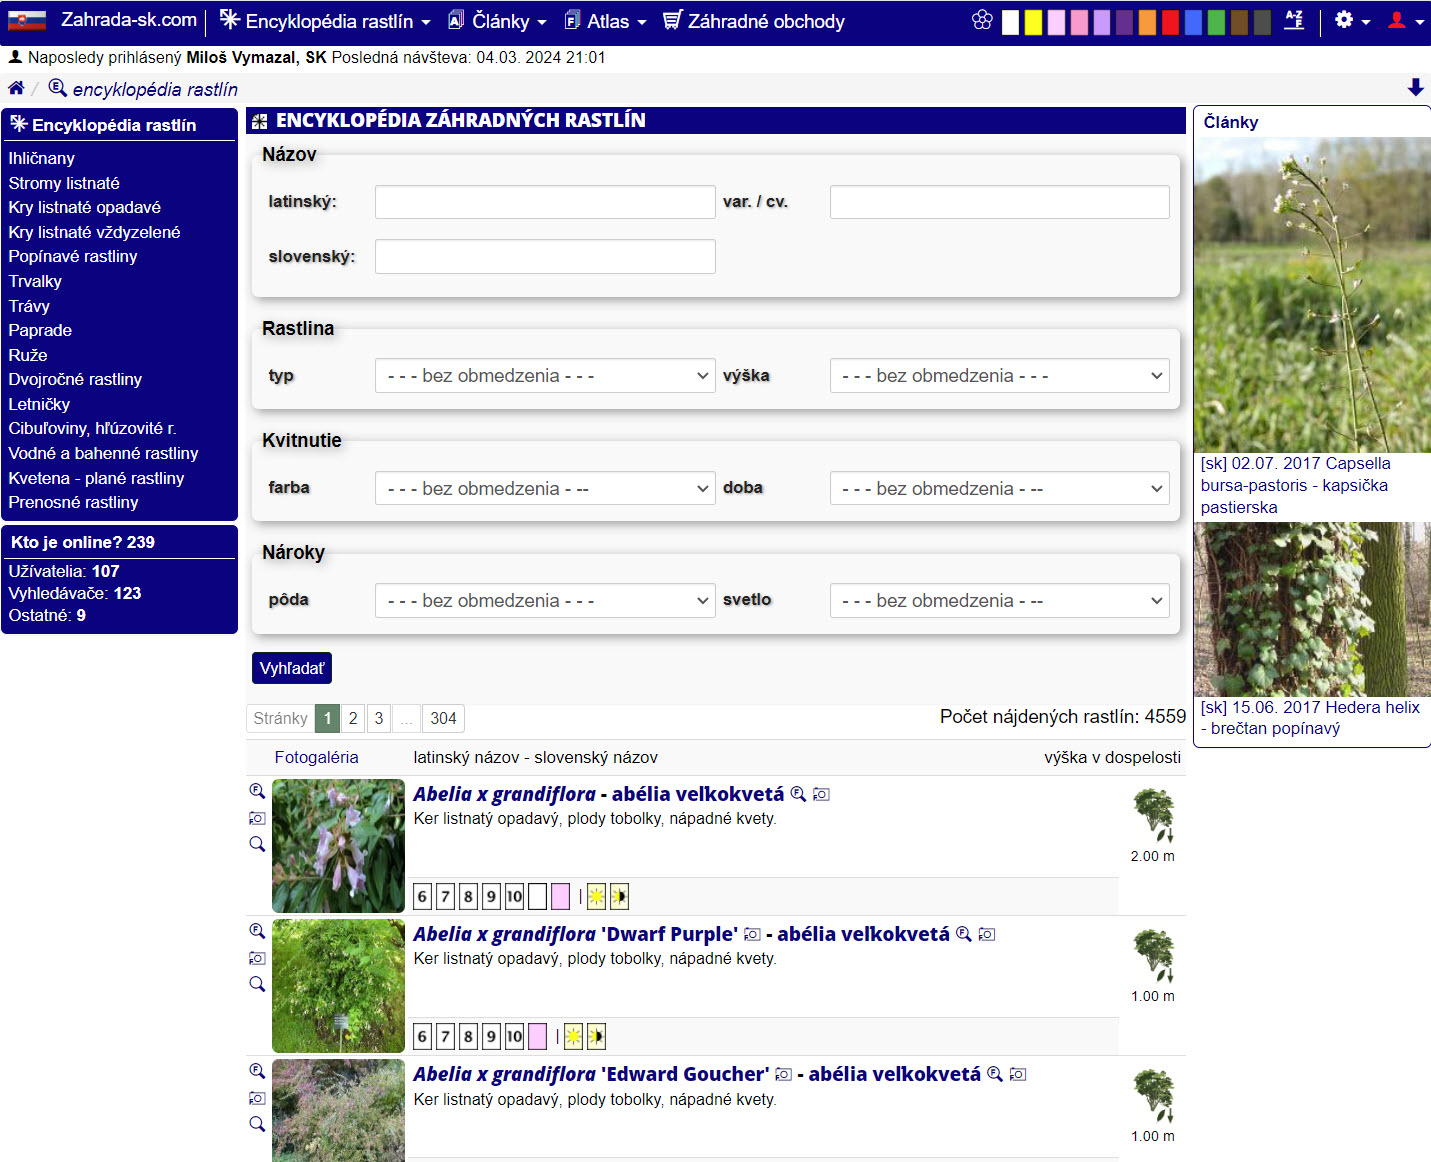 Zahrada-sk.com Encyklopédia rastlín Články Atlas Záhradné obchody A-Z
Naposledy prihlásený Miloš Vymazal, SK Posledná návšteva: 04.03. 2024 21:01
/ encyklopédia rastlín
Encyklopédia rastlín
Ihličnany
Stromy listnaté
Kry listnaté opadavé
Kry listnaté vždyzelené
Popínavé rastliny
Trvalky
Trávy
Paprade
Ruže
Dvojročné rastliny
Letničky
Cibuľoviny, hľúzovité r.
Vodné a bahenné rastliny
Kvetena - plané rastliny
Prenosné rastliny
Kto je online? 239
Užívatelia: 107
Vyhledávače: 123
Ostatné: 9
ENCYKLOPÉDIA ZÁHRADNÝCH RASTLÍN
Názov
latinský: var. / cv.
slovenský:
Rastlina
typ - - - bez obmedzenia - - - výška - - - bez obmedzenia - - -
Kvitnutie
farba - - - bez obmedzenia - -- doba - - - bez obmedzenia - --
Nároky
pôda - - - bez obmedzenia - - - svetlo - - - bez obmedzenia - --
Vyhľadať
Stránky 1 2 3 ... 304 Počet nájdených rastlín: 4559
Fotogaléria latinský názov - slovenský názov výška v dospelosti
Abelia x grandiflora - abélia veľkokvetá
Ker listnatý opadavý, plody tobolky, nápadné kvety.
2.00 m
6 7 8 9 10 |
Abelia x grandiflora 'Dwarf Purple' - abélia veľkokvetá
Ker listnatý opadavý, plody tobolky, nápadné kvety.
1.00 m
6 7 8 9 10 |
Abelia x grandiflora 'Edward Goucher' - abélia veľkokvetá
Ker listnatý opadavý, plody tobolky, nápadné kvety.
1.00 m
Články
[sk] 02.07. 2017 Capsella
bursa-pastoris - kapsička
pastierska
[sk] 15.06. 2017 Hedera helix
- brečtan popínavý